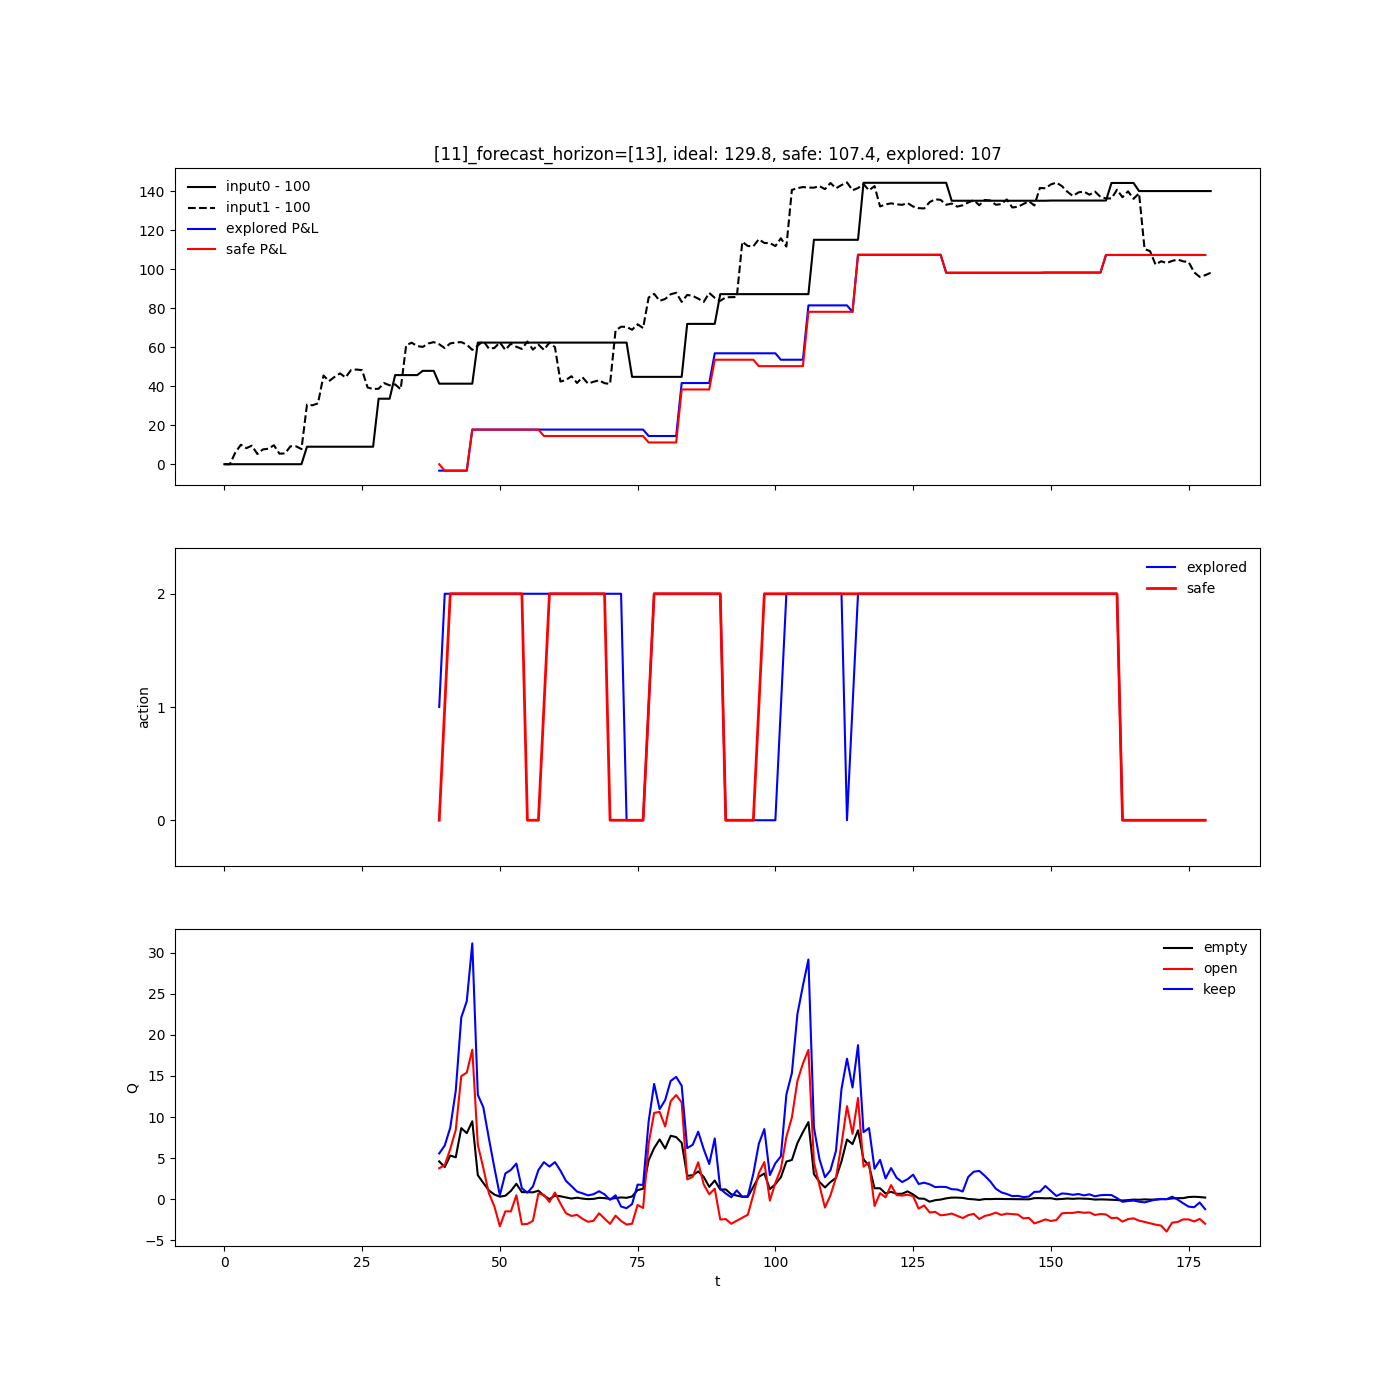 [11]_forecast_horizon=[13], ideal: 129.8, safe: 107.4, explored: 107
input0 - 100
input1 - 100
explored P&L
safe P&L
140
120
100
80
60
40
20
0
explored
safe
2
1
0
action
empty
open
keep
30
25
20
15
10
5
0
−5
Q
0 25 50 75 100 125 150 175
t